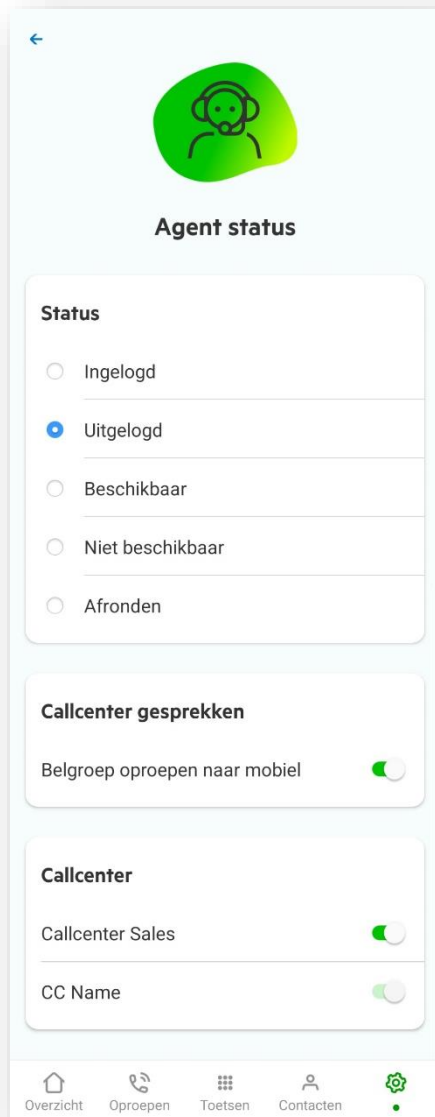 Agent status
Status
Ingelogd
Uitgelogd
Beschikbaar
Niet beschikbaar
Afronden
Callcenter gesprekken
Belgroep oproepen naar mobiel
Callcenter
Callcenter Sales
CC Name
Overzicht Oproepen Toetsen Contacten